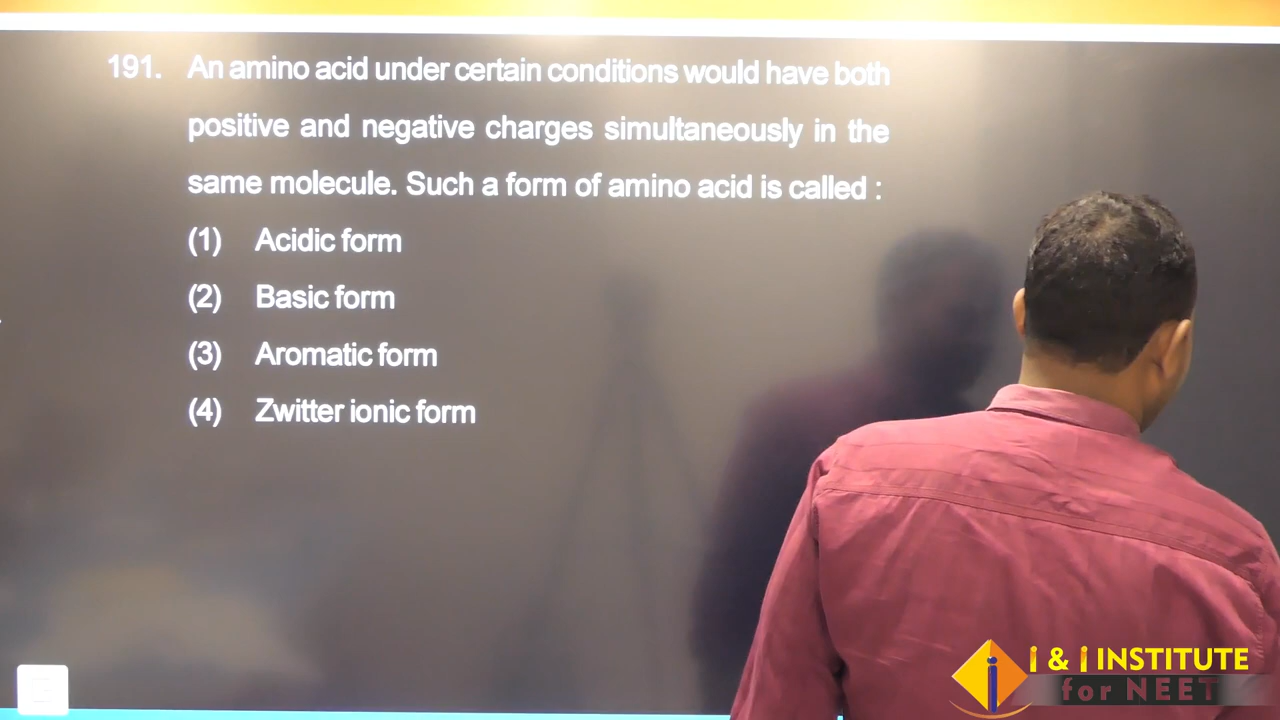 191. An amino acid under certain conditions would have both
positive and negative charges simultaneously in the
same molecule. Such a form of amino acid is called :
(1) Acidic form
(2) Basic form
(3) Aromatic form
(4) Zwitter ionic form
i & i INSTITUTE
for NEET